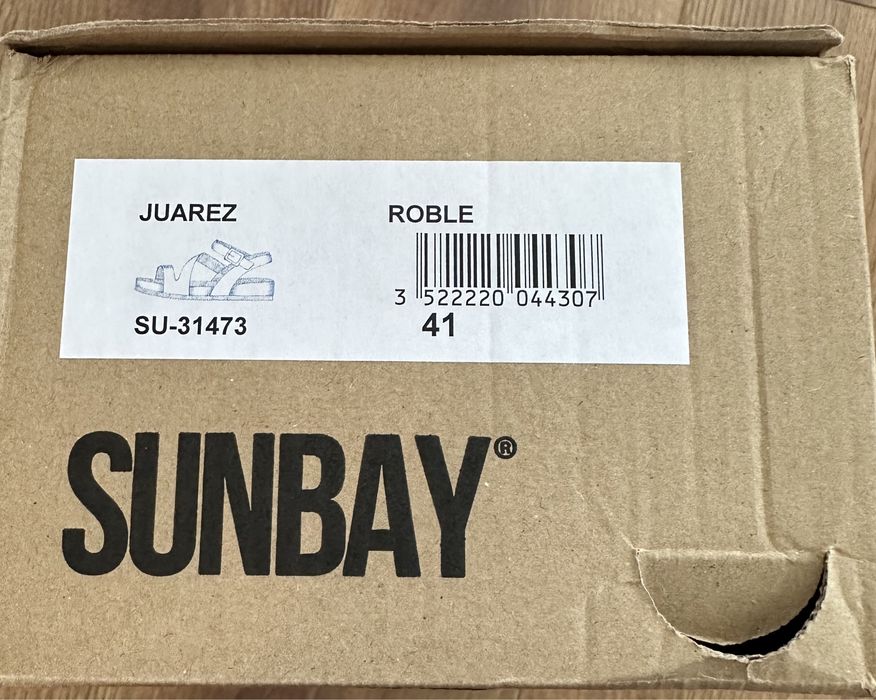 JUAREZ
ROBLE
3 522220 044307
SU-31473
41
SUNBAY®